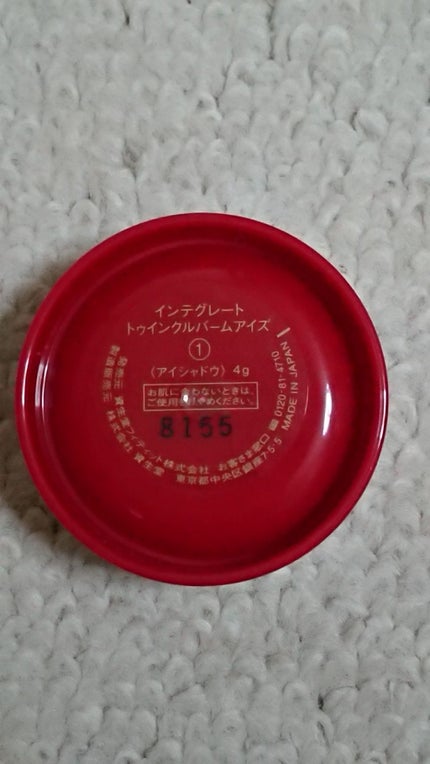 インテグレート
トゥインクルバームアイズ
①
(アイシャドウ) 4g
お肌に合わないときは、
ご使用をおやめください。
8155
発売元 資生堂フィティット株式会社 お客さま窓口 ☎0120-81-4710
製造販売元 株式会社 資生堂 東京都中央区銀座7-5-5 MADE IN JAPAN